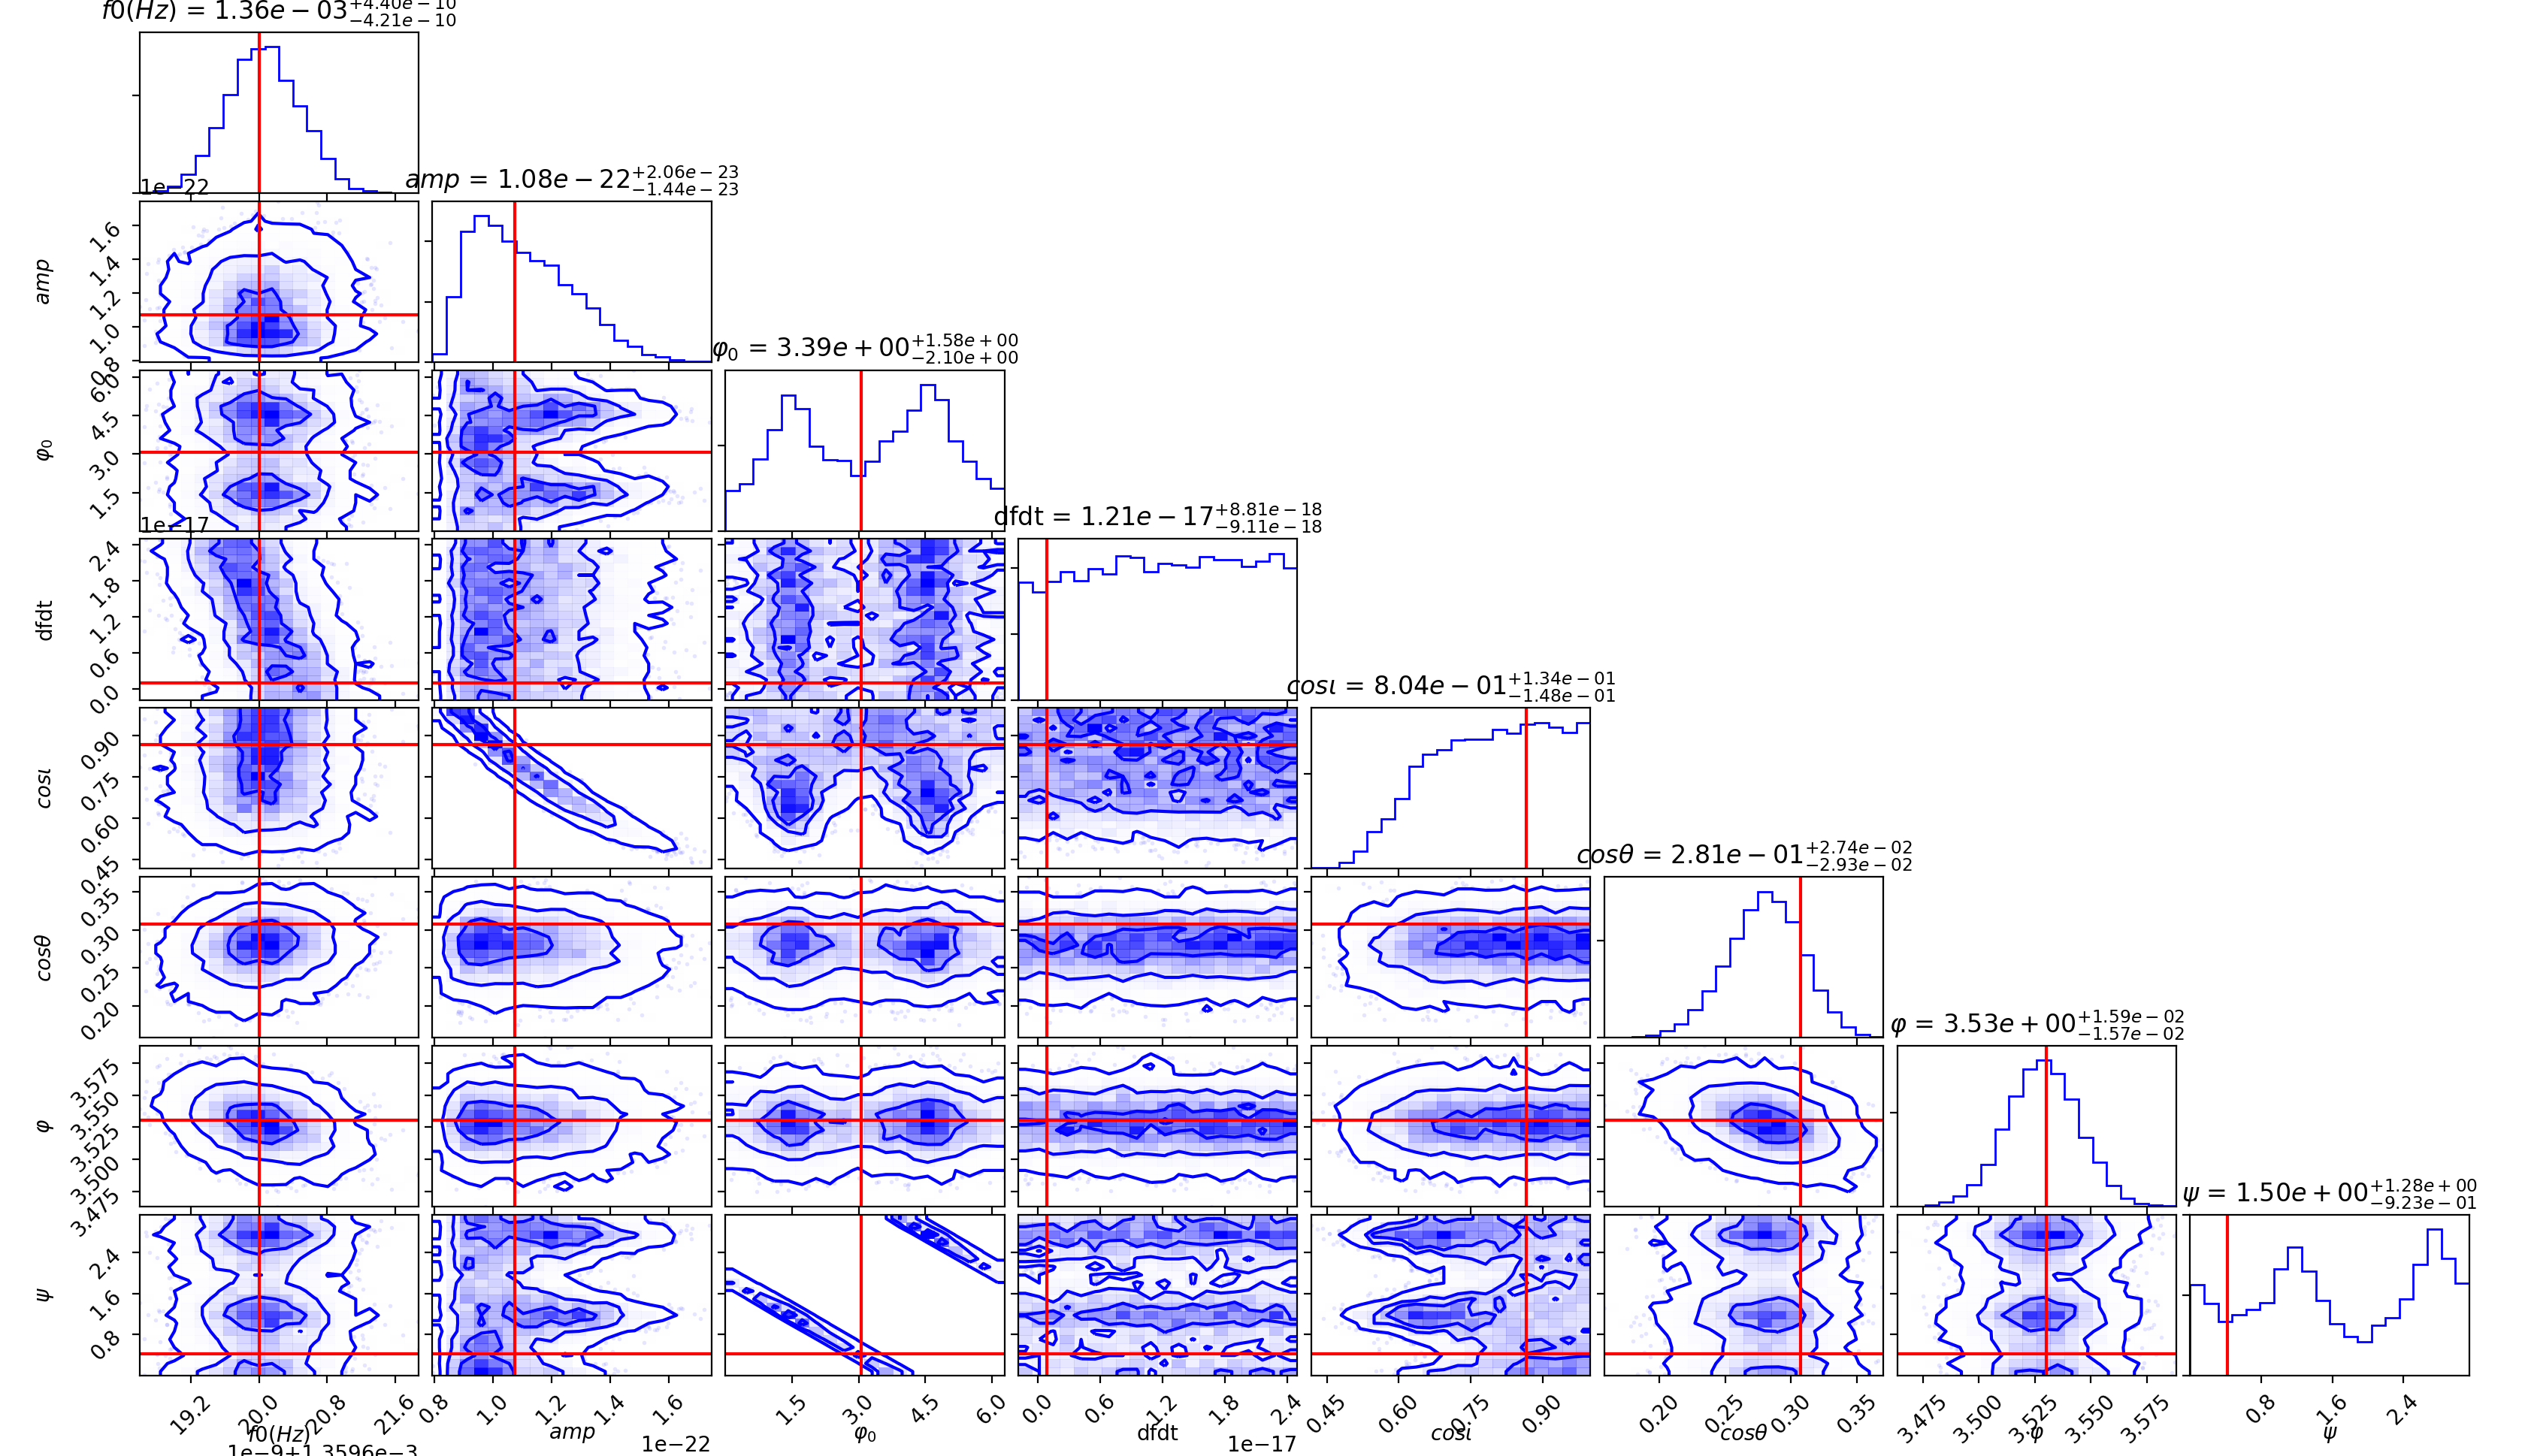 f0(Hz) = 1.36e − 03 +4.40e − 10 −4.21e − 10
1e−22
amp = 1.08e − 22 +2.06e − 23 −1.44e − 23
amp
1.6
1.4
1.2
1.0
0.8
φ0 = 3.39e + 00 +1.58e + 00 −2.10e + 00
φ0
6.0
4.5
3.0
1.5
1e−17
dfdt = 1.21e − 17 +8.81e − 18 −9.11e − 18
dfdt
2.4
1.8
1.2
0.6
0.0
cosι = 8.04e − 01 +1.34e − 01 −1.48e − 01
cosι
0.90
0.75
0.60
0.45
cosθ = 2.81e − 01 +2.74e − 02 −2.93e − 02
cosθ
0.35
0.30
0.25
0.20
φ = 3.53e + 00 +1.59e − 02 −1.57e − 02
φ
3.575
3.550
3.525
3.500
3.475
ψ = 1.50e + 00 +1.28e + 00 −9.23e − 01
ψ
2.4
1.6
0.8
19.2 20.0 20.8 21.6 0.8 1.0 1.2 1.4 1.6 1.5 3.0 4.5 6.0 0.0 0.6 1.2 1.8 2.4 0.45 0.60 0.75 0.90 0.20 0.25 0.30 0.35 3.475 3.500 3.525 3.550 3.575 0.8 1.6 2.4
f0(Hz) amp φ0 dfdt cosι cosθ φ ψ
1e−9+1.3596e−3 1e−22 1e−17